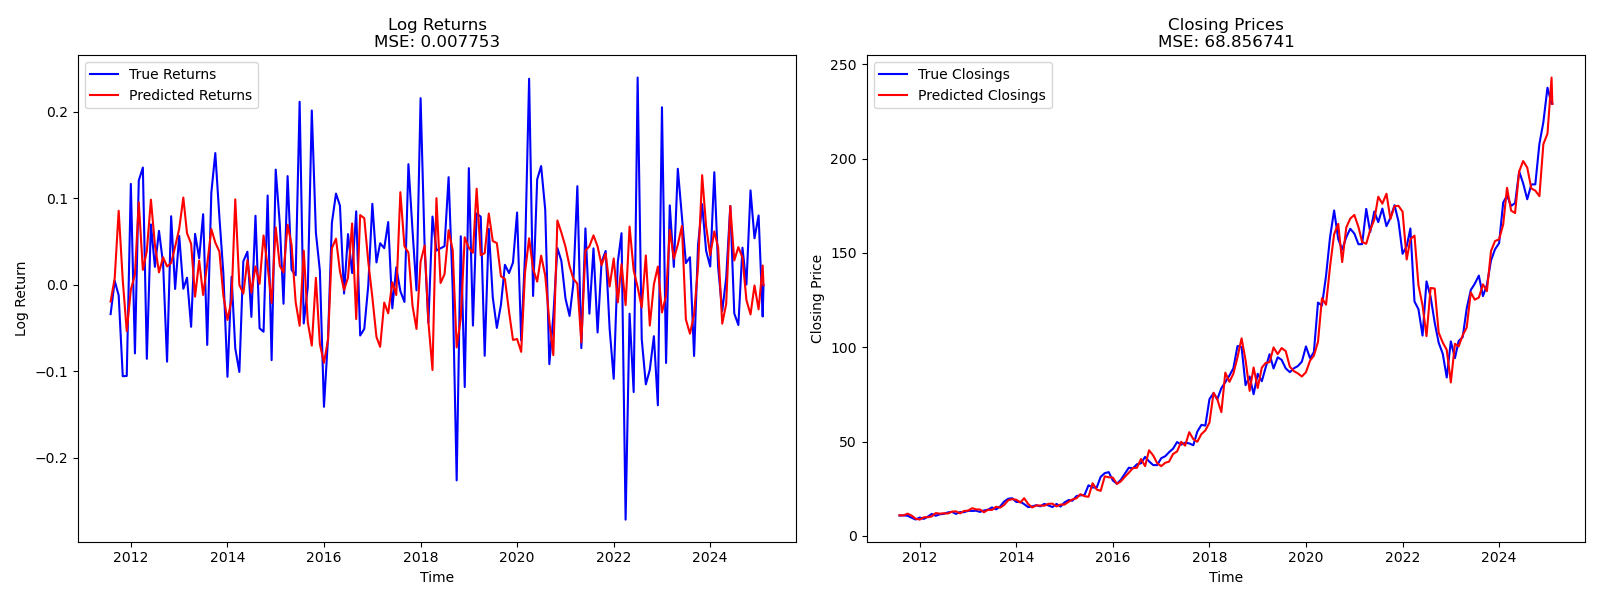 Log Returns
MSE: 0.007753
True Returns
Predicted Returns
0.2
0.1
0.0
−0.1
−0.2
Log Return
2012
2014
2016
2018
2020
2022
2024
Time
Closing Prices
MSE: 68.856741
True Closings
Predicted Closings
250
200
150
100
50
0
Closing Price
2012
2014
2016
2018
2020
2022
2024
Time